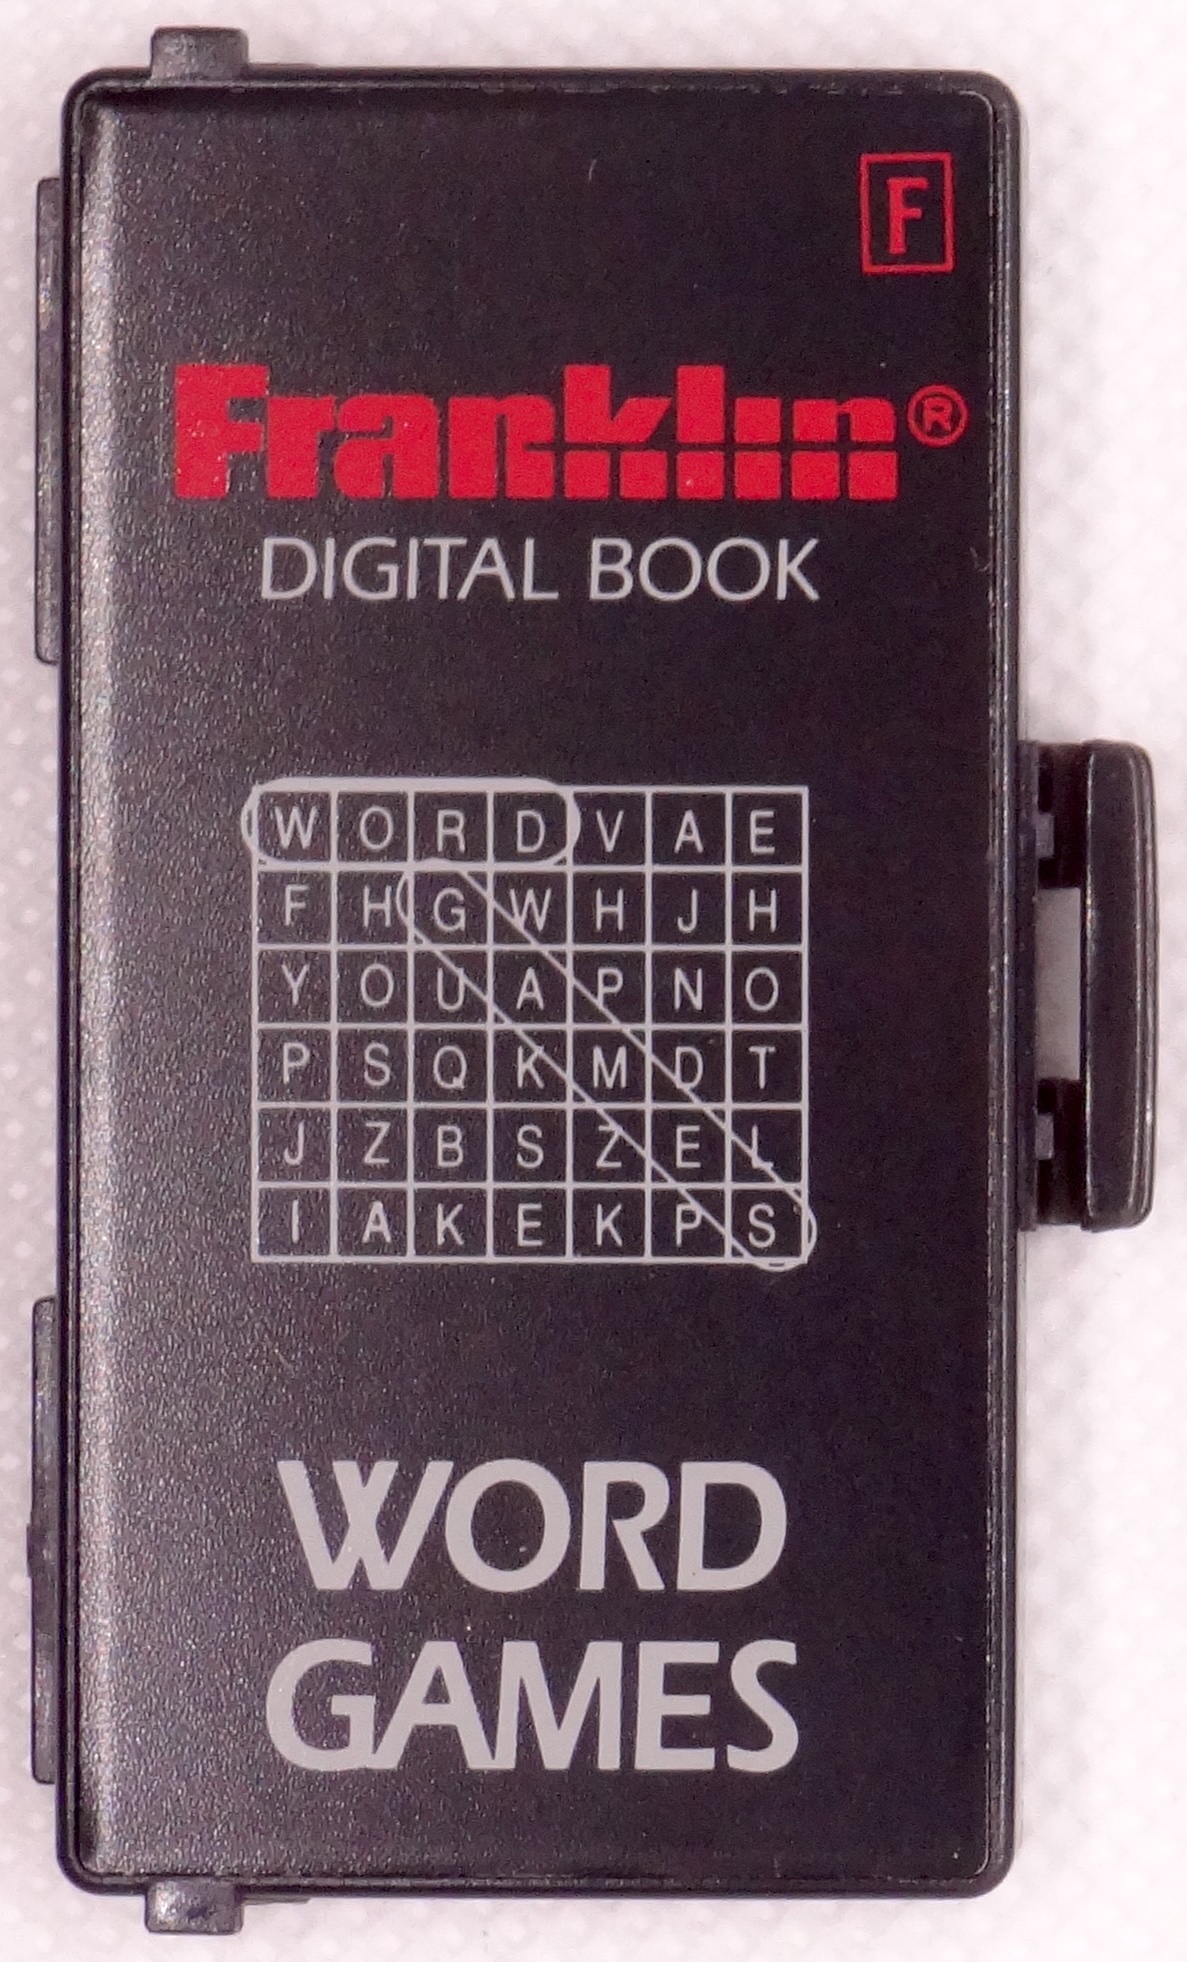 F
Franklin®
DIGITAL BOOK
W O R D V A E
F H G W H J H
Y O U A P N O
P S Q K M D T
J Z B S Z E L
I A K E K P S
WORD
GAMES